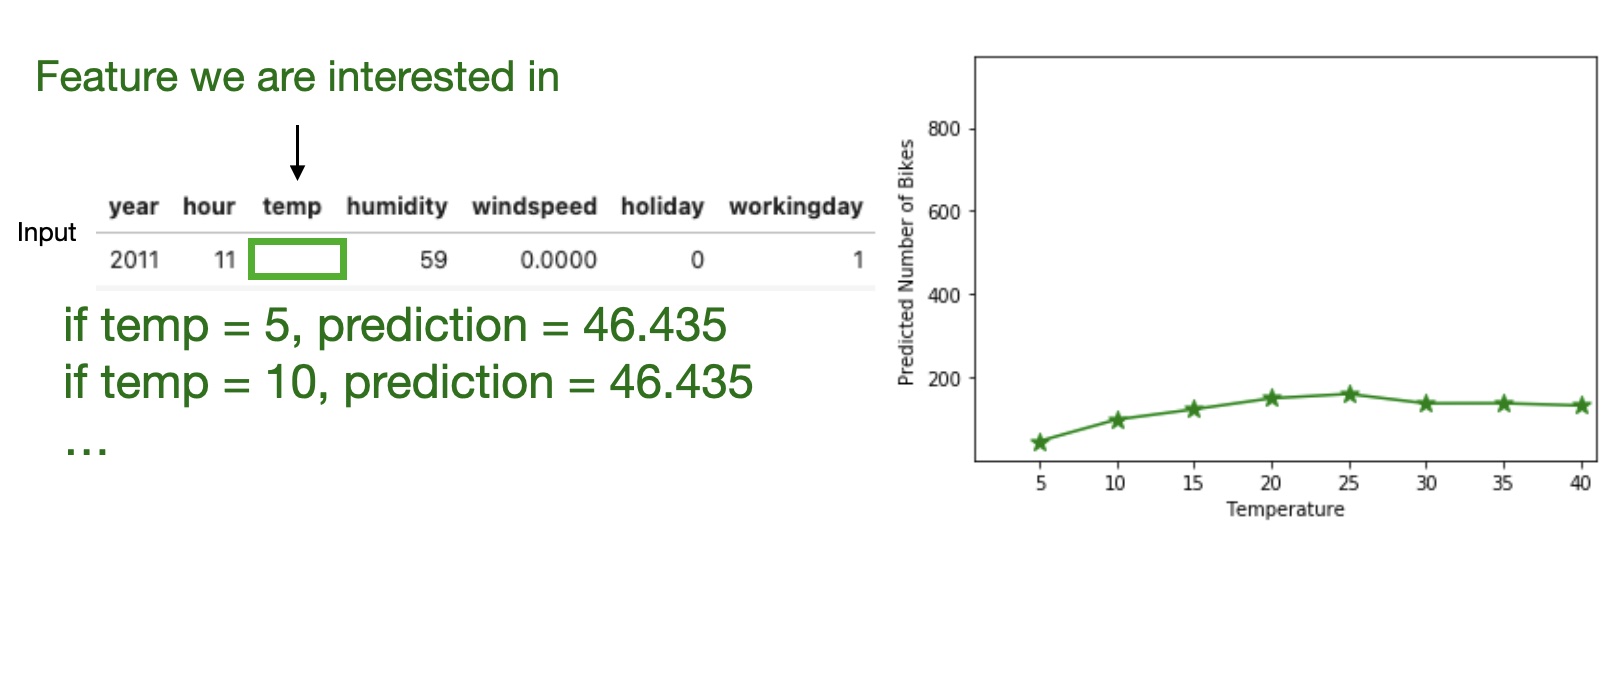 Feature we are interested in
year hour temp humidity windspeed holiday workingday
Input
2011 11 59 0.0000 0 1
if temp = 5, prediction = 46.435
if temp = 10, prediction = 46.435
...
Predicted Number of Bikes
800
600
400
200
5 10 15 20 25 30 35 40
Temperature